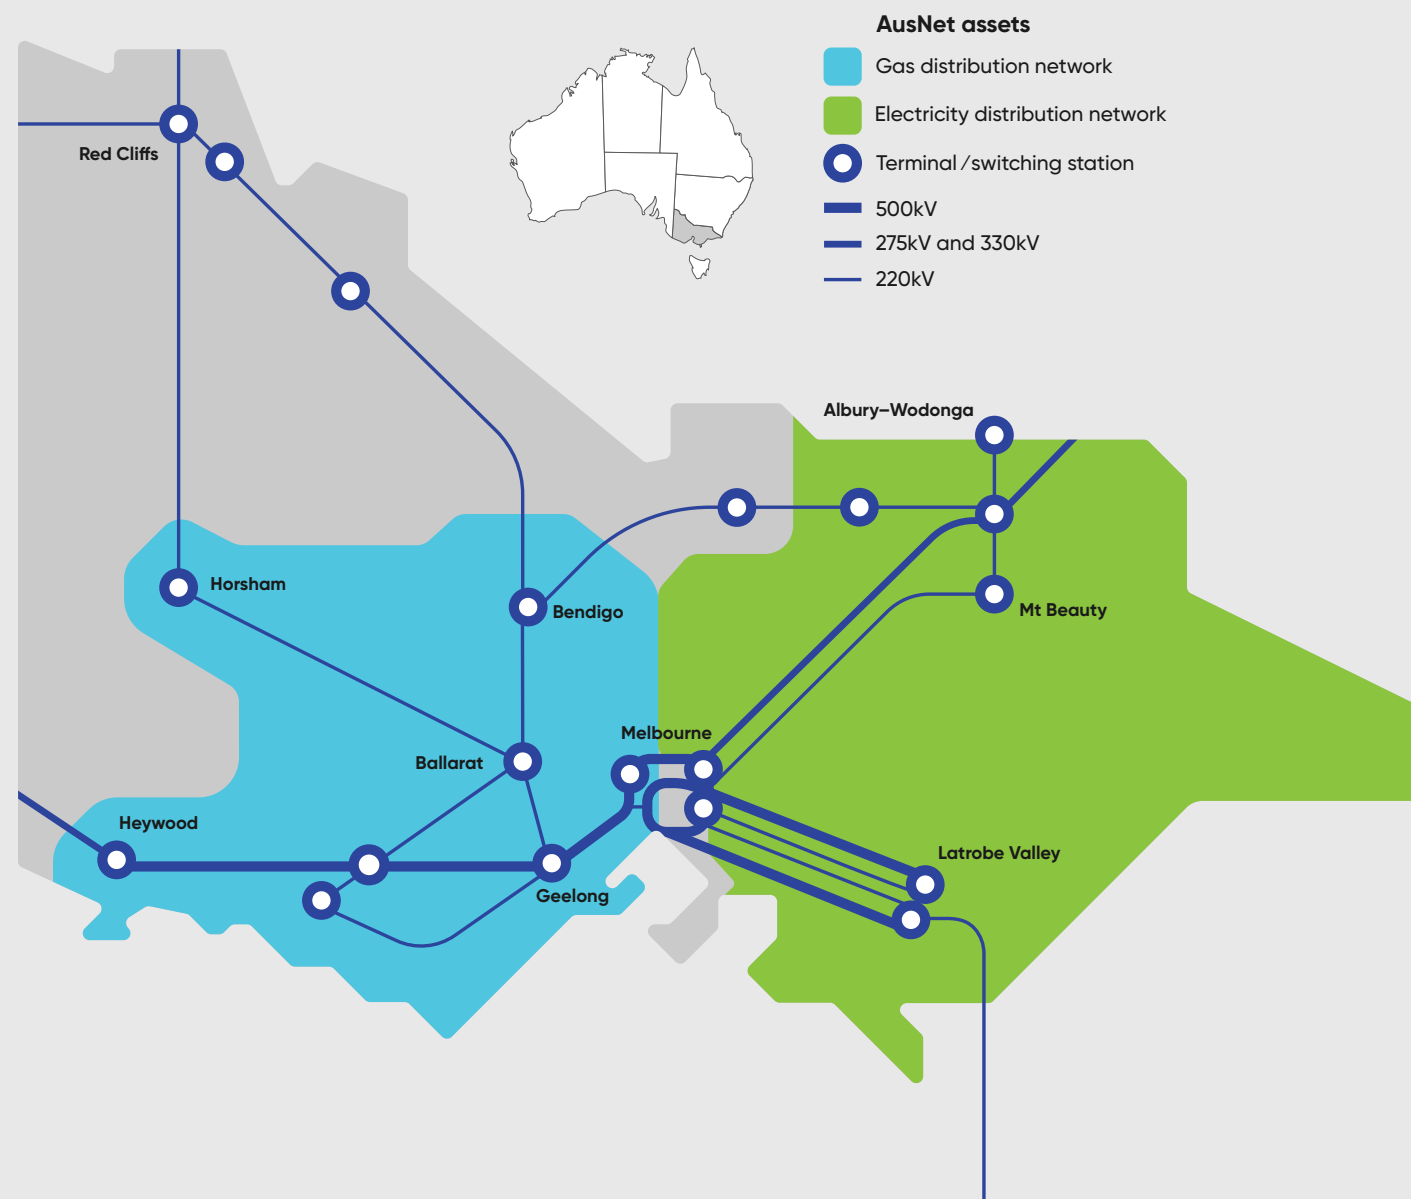 AusNet assets
Gas distribution network
Electricity distribution network
Terminal/switching station
500kV
275kV and 330kV
220kV
Red Cliffs
Albury–Wodonga
Horsham
Bendigo
Mt Beauty
Melbourne
Ballarat
Heywood
Latrobe Valley
Geelong